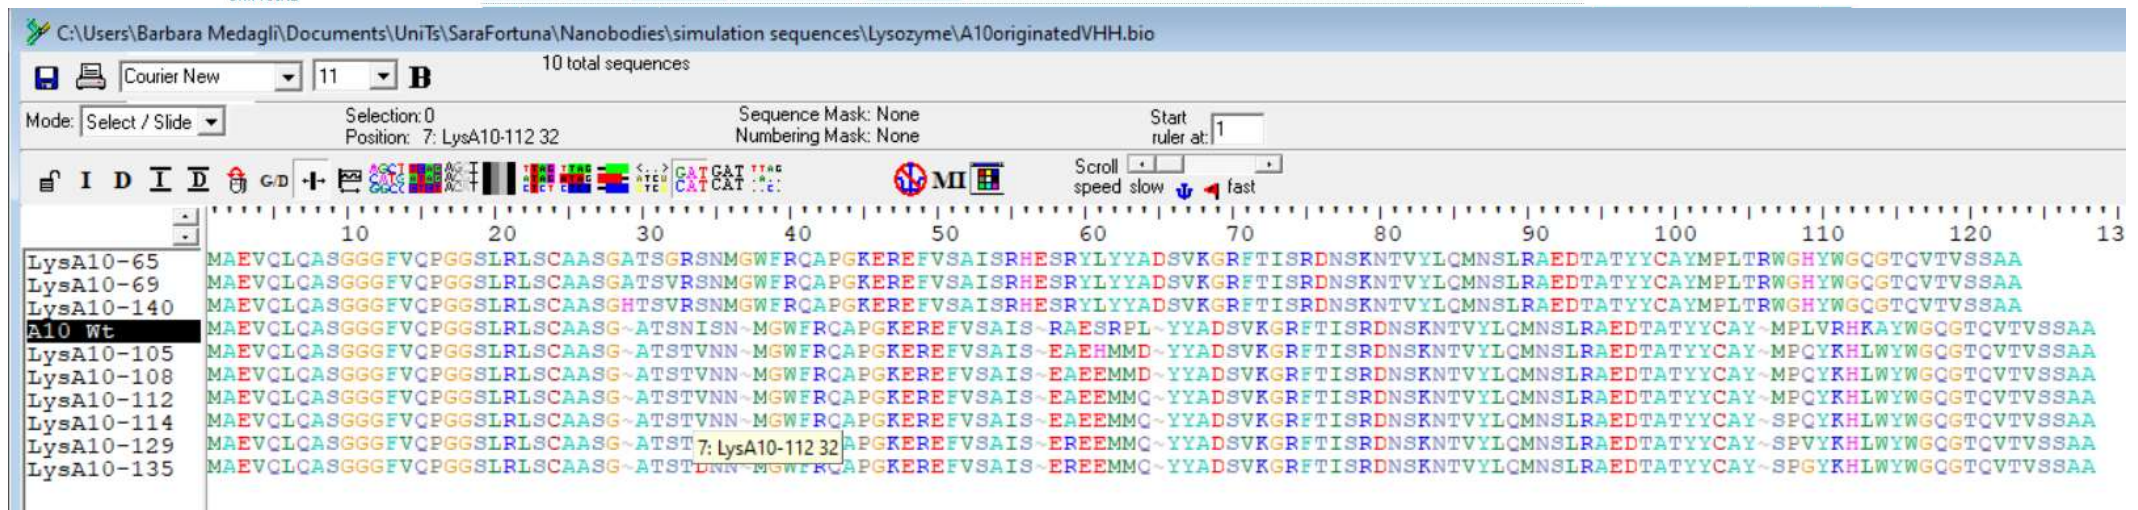 C:\Users\Barbara Medagli\Documents\UniTs\SaraFortuna\Nanobodies\simulation sequences\Lysozyme\A10originatedVHH.bio
Courier New 11 B 10 total sequences
Mode: Select / Slide Selection: 0 Sequence Mask: None Start
Position: 7: LysA10-112 32 Numbering Mask: None ruler at: 1
I D I D G/D MI Scroll
speed slow fast
10 20 30 40 50 60 70 80 90 100 110 120 13
LysA10-65 MAEVQLQASGGGFVQPGGSLRLSCAASGATSGRSNMGWFRQAPGKEREFVSAISRHESRYLYYADSVKGRFTISRDNSKNTVYLQMNSLRAEDTATYYCAYMPLTRWGHYWGQGTQVTVSSAA
LysA10-69 MAEVQLQASGGGFVQPGGSLRLSCAASGATSVRSNMGWFRQAPGKEREFVSAISRHESRYLYYADSVKGRFTISRDNSKNTVYLQMNSLRAEDTATYYCAYMPLTRWGHYWGQGTQVTVSSAA
LysA10-140 MAEVQLQASGGGFVQPGGSLRLSCAASGHTSVRSNMGWFRQAPGKEREFVSAISRHESRYLYYADSVKGRFTISRDNSKNTVYLQMNSLRAEDTATYYCAYMPLTRWGHYWGQGTQVTVSSAA
A10 Wt MAEVQLQASGGGFVQPGGSLRLSCAASG~ATSNISN~MGWFRQAPGKEREFVSAIS~RAESRPL~YYADSVKGRFTISRDNSKNTVYLQMNSLRAEDTATYYCAY~MPLVRHKAYWGQGTQVTVSSAA
LysA10-105 MAEVQLQASGGGFVQPGGSLRLSCAASG~ATSTVNN~MGWFRQAPGKEREFVSAIS~EAEHMMD~YYADSVKGRFTISRDNSKNTVYLQMNSLRAEDTATYYCAY~MPQYKHLWYWGQGTQVTVSSAA
LysA10-108 MAEVQLQASGGGFVQPGGSLRLSCAASG~ATSTVNN~MGWFRQAPGKEREFVSAIS~EAEEMMD~YYADSVKGRFTISRDNSKNTVYLQMNSLRAEDTATYYCAY~MPQYKHLWYWGQGTQVTVSSAA
LysA10-112 MAEVQLQASGGGFVQPGGSLRLSCAASG~ATSTVNN~MGWFRQAPGKEREFVSAIS~EAEEMMQ~YYADSVKGRFTISRDNSKNTVYLQMNSLRAEDTATYYCAY~MPQYKHLWYWGQGTQVTVSSAA
LysA10-114 MAEVQLQASGGGFVQPGGSLRLSCAASG~ATSTVNN~MGWFRQAPGKEREFVSAIS~EAEEMMQ~YYADSVKGRFTISRDNSKNTVYLQMNSLRAEDTATYYCAY~SPQYKHLWYWGQGTQVTVSSAA
LysA10-129 MAEVQLQASGGGFVQPGGSLRLSCAASG~ATST 7: LysA10-112 32 APGKEREFVSAIS~EREEMMQ~YYADSVKGRFTISRDNSKNTVYLQMNSLRAEDTATYYCAY~SPVYKHLWYWGQGTQVTVSSAA
LysA10-135 MAEVQLQASGGGFVQPGGSLRLSCAASG~ATSTDNN~MGWFRQAPGKEREFVSAIS~EREEMMQ~YYADSVKGRFTISRDNSKNTVYLQMNSLRAEDTATYYCAY~SPGYKHLWYWGQGTQVTVSSAA